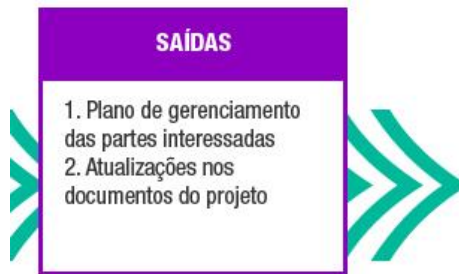 SAÍDAS
1. Plano de gerenciamento
das partes interessadas
2. Atualizações nos
documentos do projeto